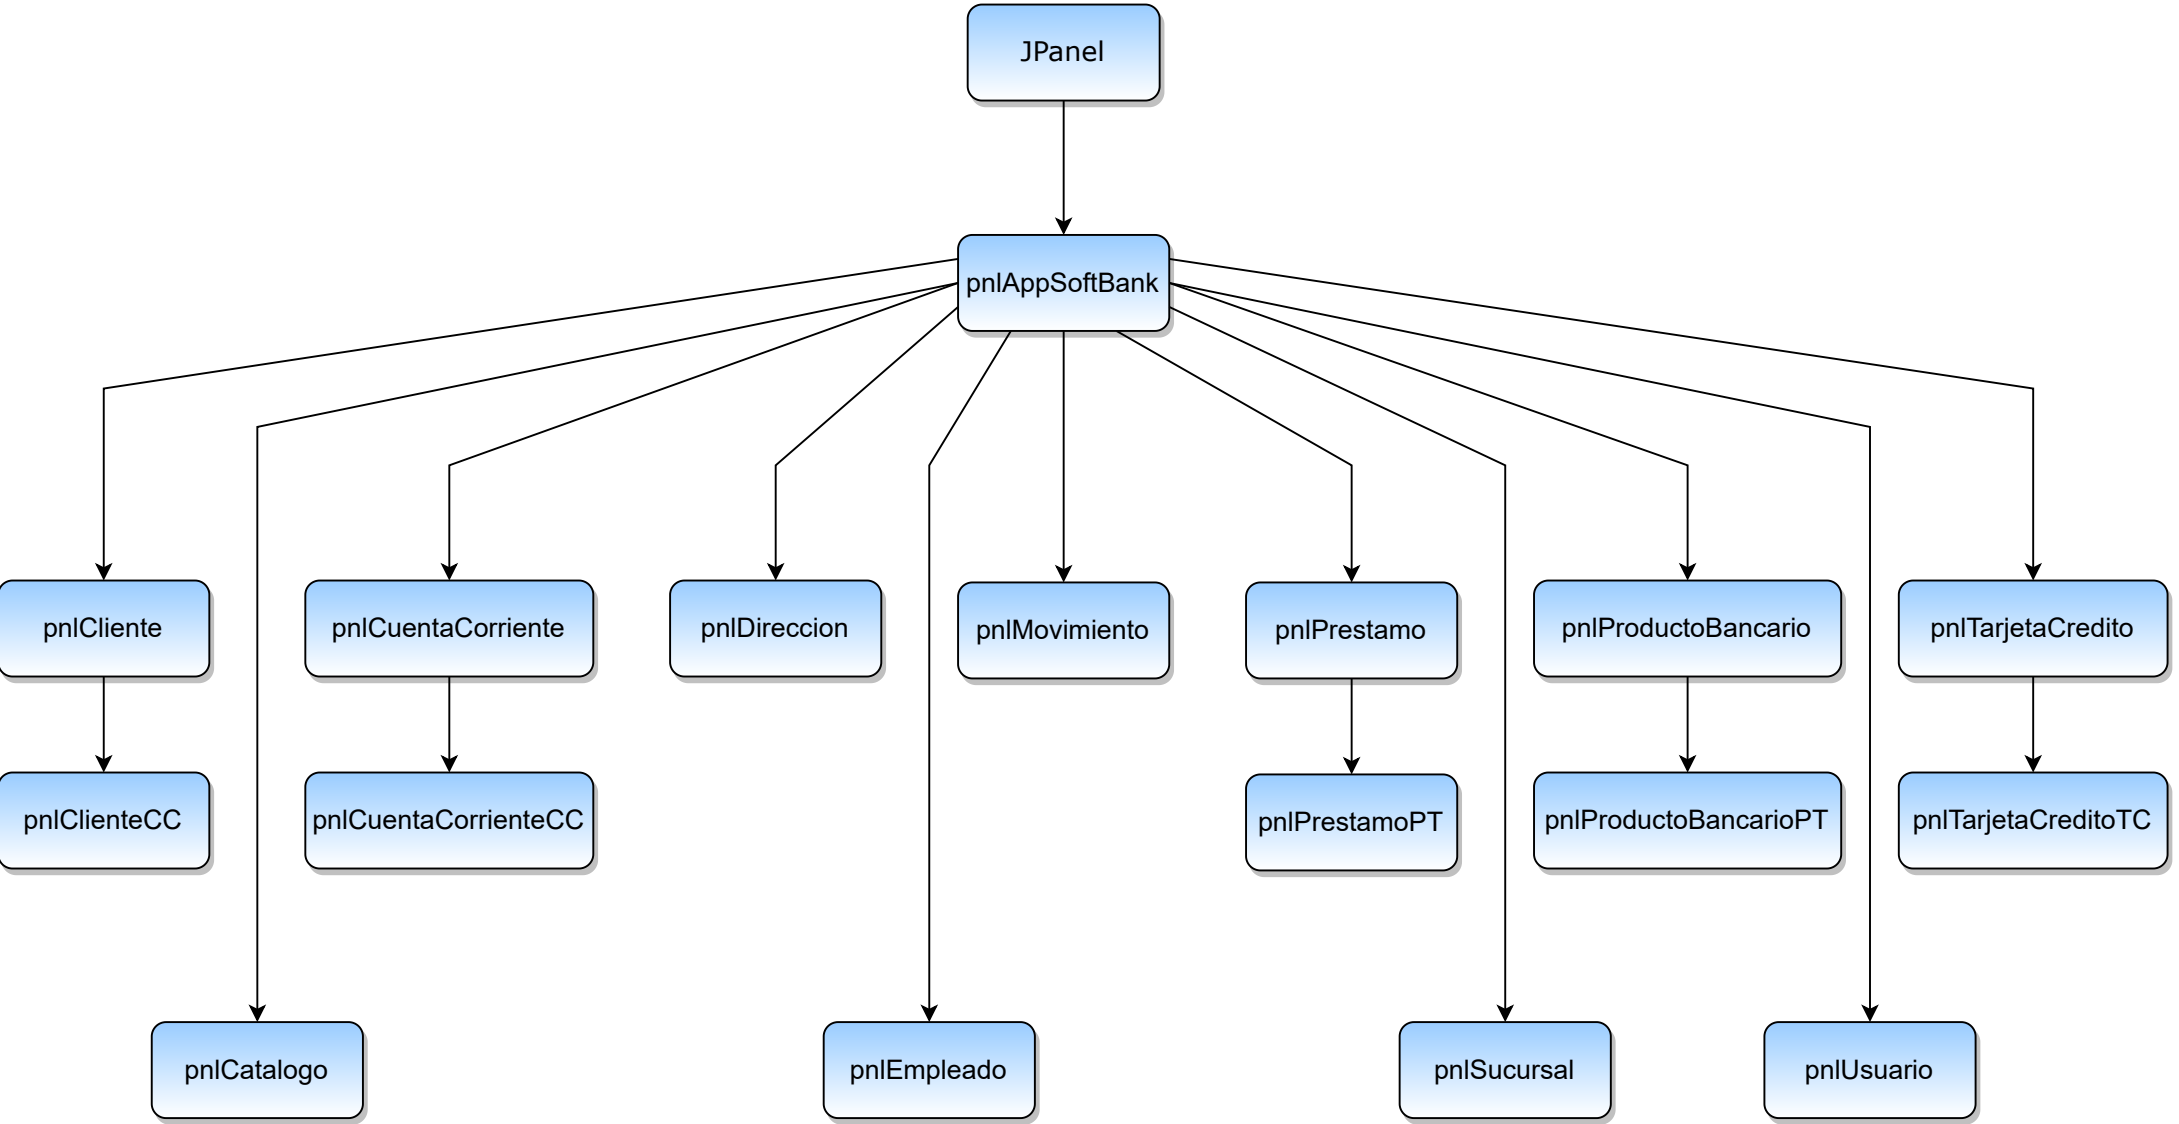 JPanel
pnlAppSoftBank
pnlCliente
pnlCuentaCorriente
pnlDireccion
pnlMovimiento
pnlPrestamo
pnlProductoBancario
pnlTarjetaCredito
pnlClienteCC
pnlCuentaCorrienteCC
pnlPrestamoPT
pnlProductoBancarioPT
pnlTarjetaCreditoTC
pnlCatalogo
pnlEmpleado
pnlSucursal
pnlUsuario